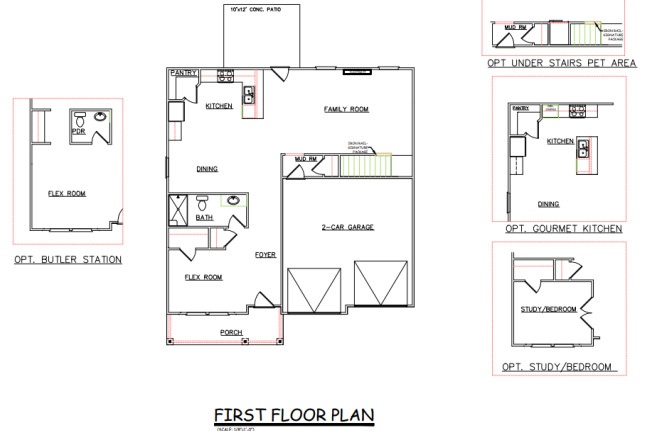 10"x12" CONC. PATIO
MUD RM
OPT UNDER STAIRS PET AREA
PANTRY
KITCHEN
FAMILY ROOM
DINING
MUD RM
BATH
2-CAR GARAGE
FOYER
FLEX ROOM
PORCH
PDR
FLEX ROOM
OPT. BUTLER STATION
PANTRY
KITCHEN
DINING
OPT. GOURMET KITCHEN
STUDY/BEDROOM
OPT. STUDY/BEDROOM
FIRST FLOOR PLAN